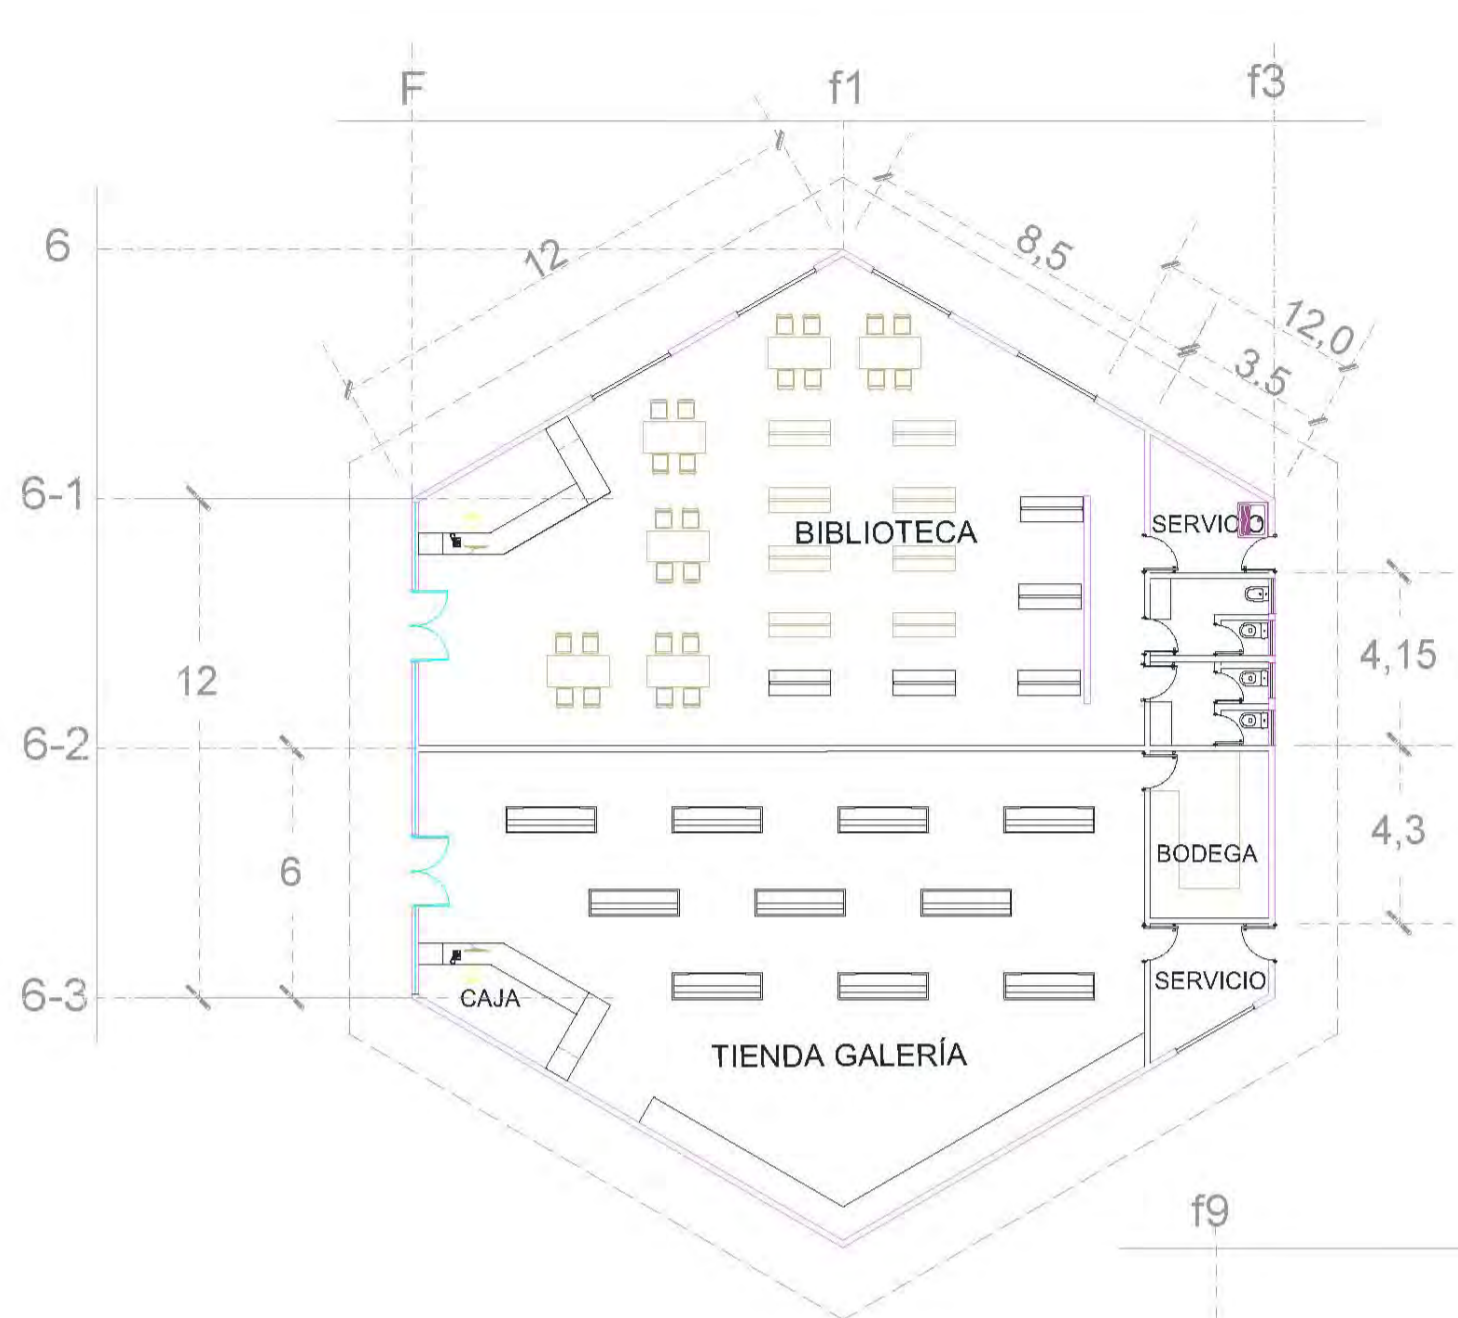 F
f1
f3
6
12
8,5
12,0
3.5
6-1
BIBLIOTECA
SERVICIO
4,15
12
6-2
4,3
6
BODEGA
6-3
CAJA
SERVICIO
TIENDA GALERÍA
f9